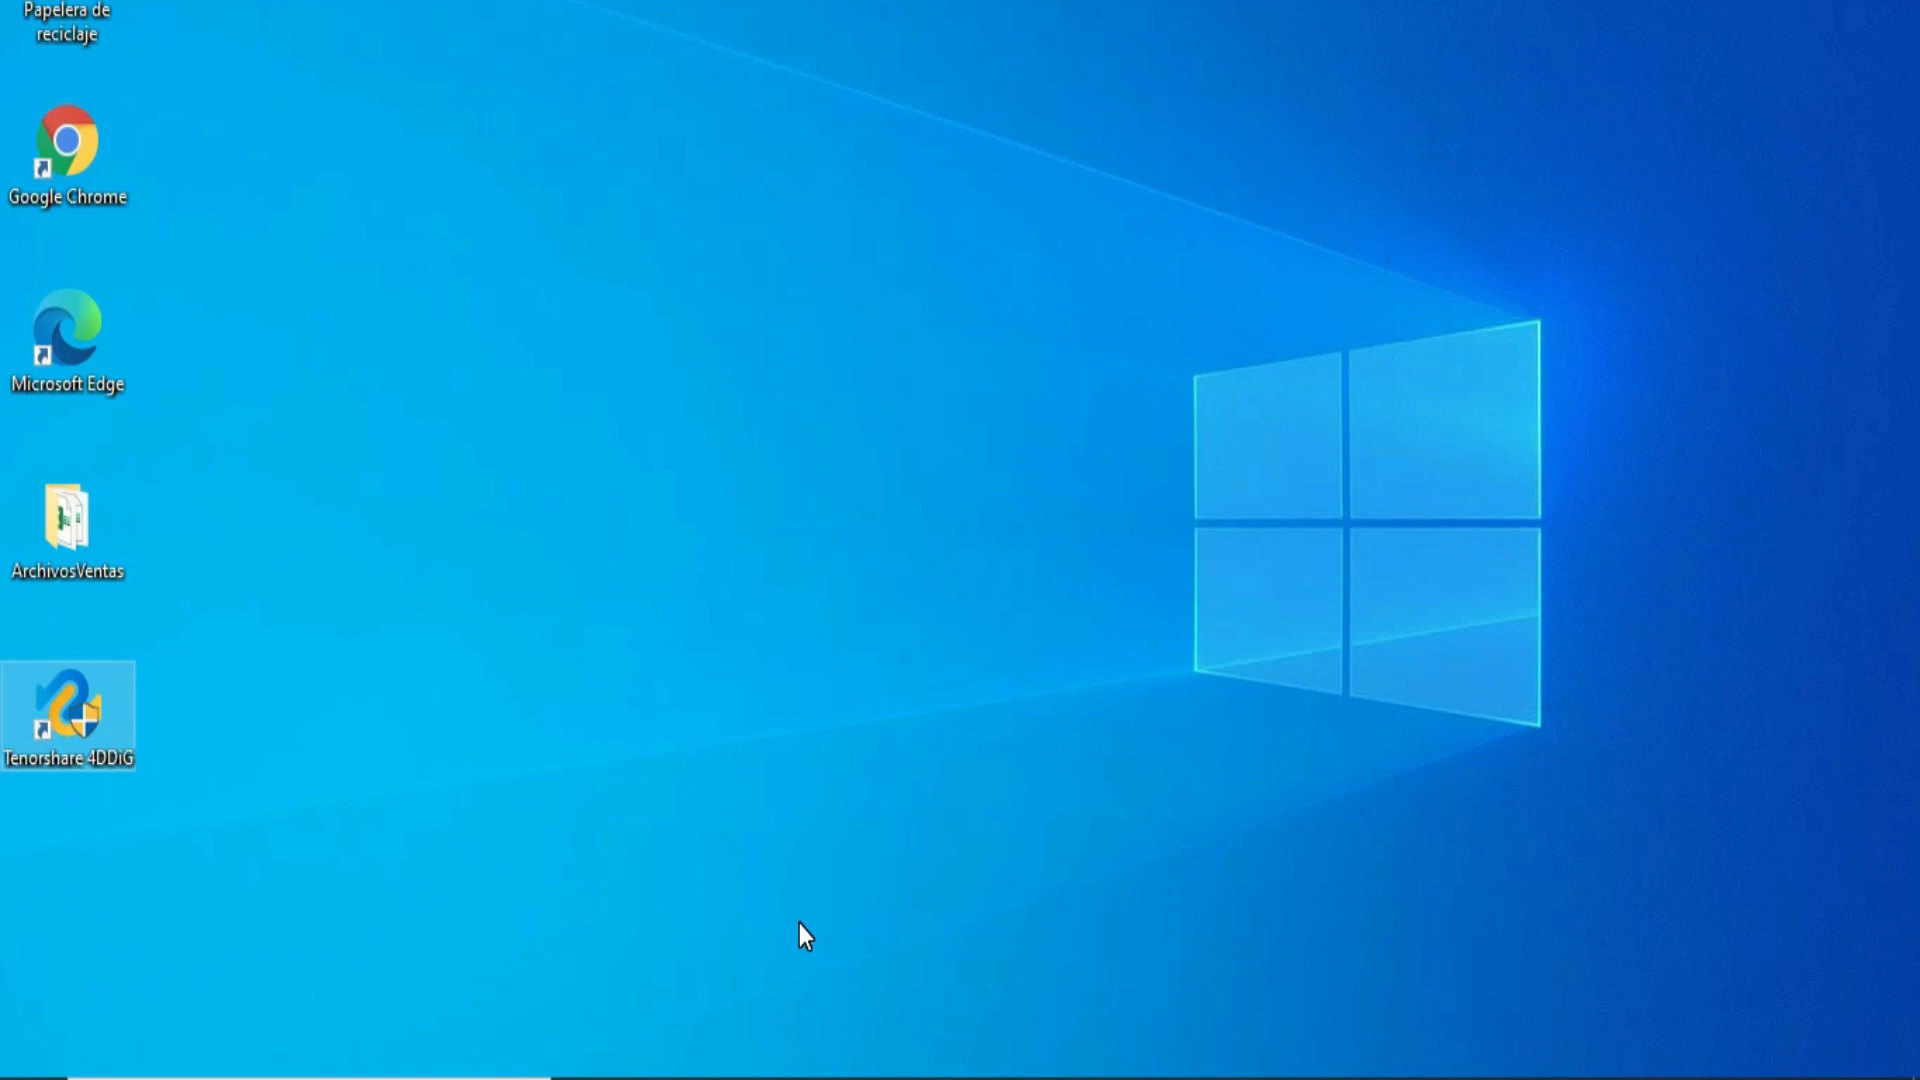 Papelera de
reciclaje
Google Chrome
Microsoft Edge
ArchivosVentas
Tenorshare 4DDiG